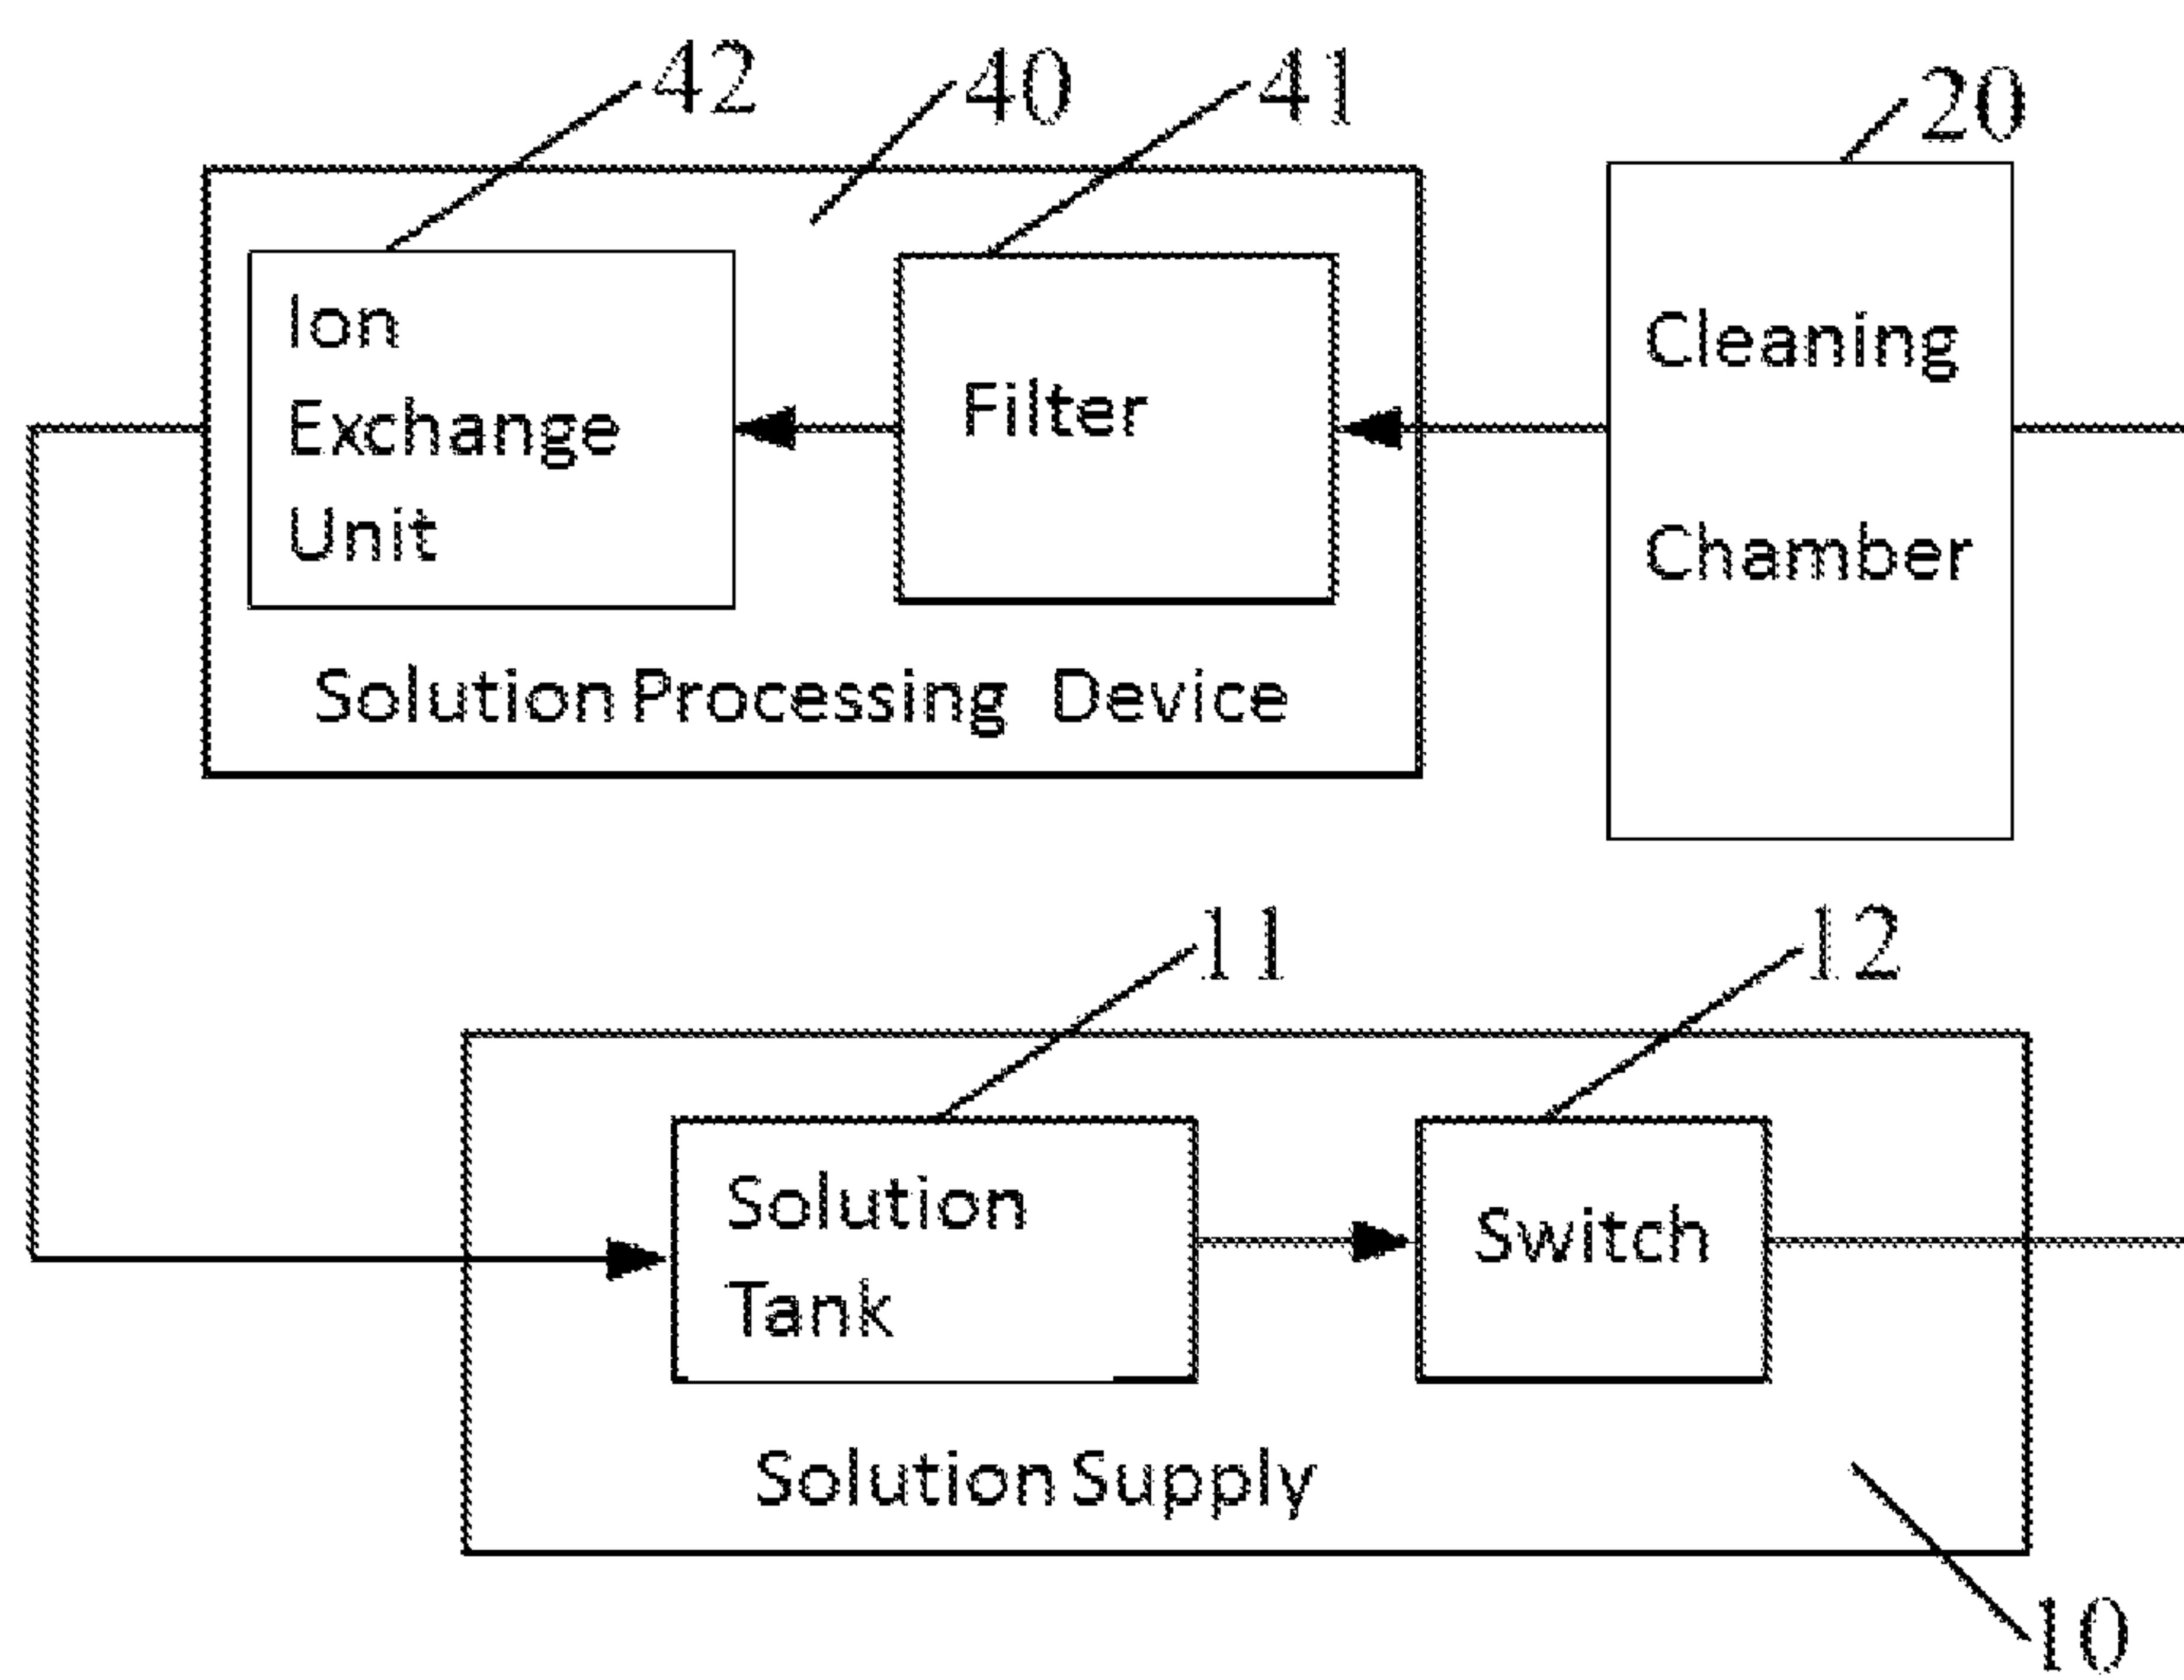 42
40
41
20
Ion
Exchange
Unit
Filter
Cleaning
Chamber
Solution Processing Device
11
12
Solution
Tank
Switch
Solution Supply
10